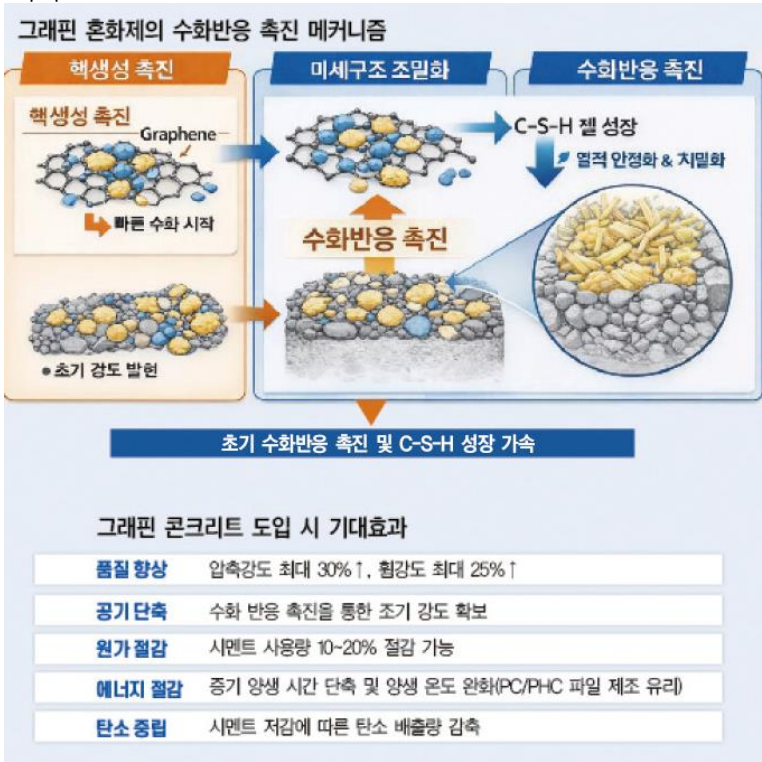 그래핀 혼화제의 수화반응 촉진 메커니즘
핵생성 촉진
미세구조 조밀화
수화반응 촉진
핵생성 촉진
Graphene
빠른 수화 시작
• 초기 강도 발현
수화반응 촉진
C-S-H 젤 성장
열적 안정화 & 치밀화
초기 수화반응 촉진 및 C-S-H 성장 가속
그래핀 콘크리트 도입 시 기대효과
품질 향상 압축강도 최대 30%↑, 휨강도 최대 25%↑
공기 단축 수화 반응 촉진을 통한 조기 강도 확보
원가 절감 시멘트 사용량 10~20% 절감 가능
에너지 절감 증기 양생 시간 단축 및 양생 온도 완화(PC/PHC 파일 제조 유리)
탄소 중립 시멘트 저감에 따른 탄소 배출량 감축